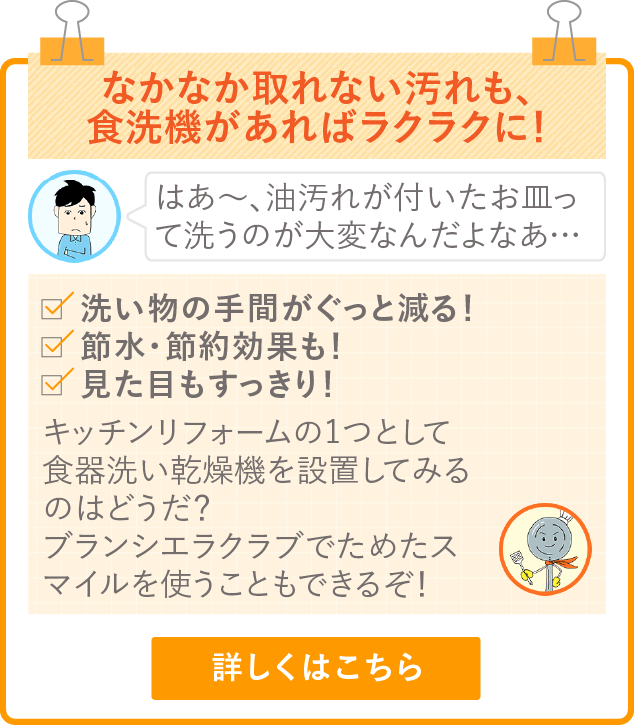 なかなか取れない汚れも、
食洗機があればラクラクに！
はあ〜、油汚れが付いたお皿っ
て洗うのが大変なんだよなあ…
洗い物の手間がぐっと減る！
節水・節約効果も！
見た目もすっきり！
キッチンリフォームの1つとして
食器洗い乾燥機を設置してみる
のはどうだ？
ブランシエラクラブでためたス
マイルを使うこともできるぞ！
詳しくはこちら